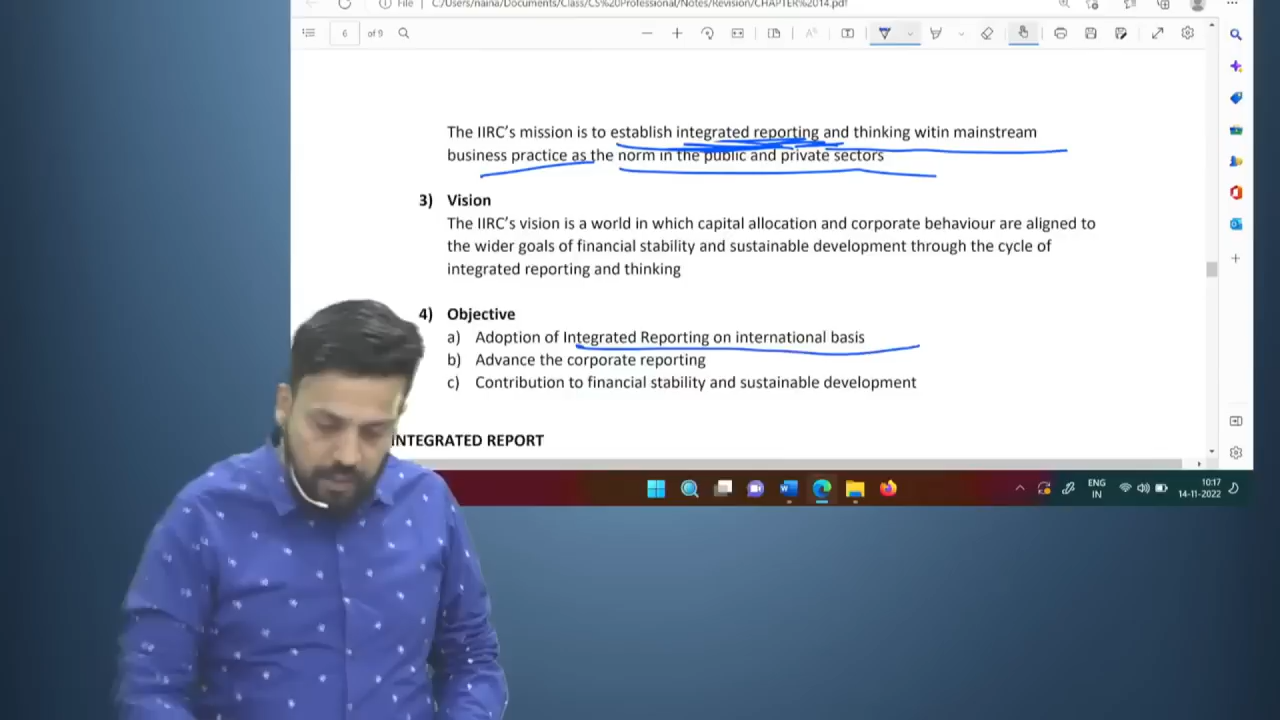 File C:/Users/naina/Documents/Class/CS%20Professional/Notes/Revision/CHAPTER%2014.pdf
6 of 9
The IIRC's mission is to establish integrated reporting and thinking witin mainstream
business practice as the norm in the public and private sectors
3) Vision
The IIRC's vision is a world in which capital allocation and corporate behaviour are aligned to
the wider goals of financial stability and sustainable development through the cycle of
integrated reporting and thinking
4) Objective
a) Adoption of Integrated Reporting on international basis
b) Advance the corporate reporting
c) Contribution to financial stability and sustainable development
INTEGRATED REPORT
ENG
IN
10:17
14-11-2022